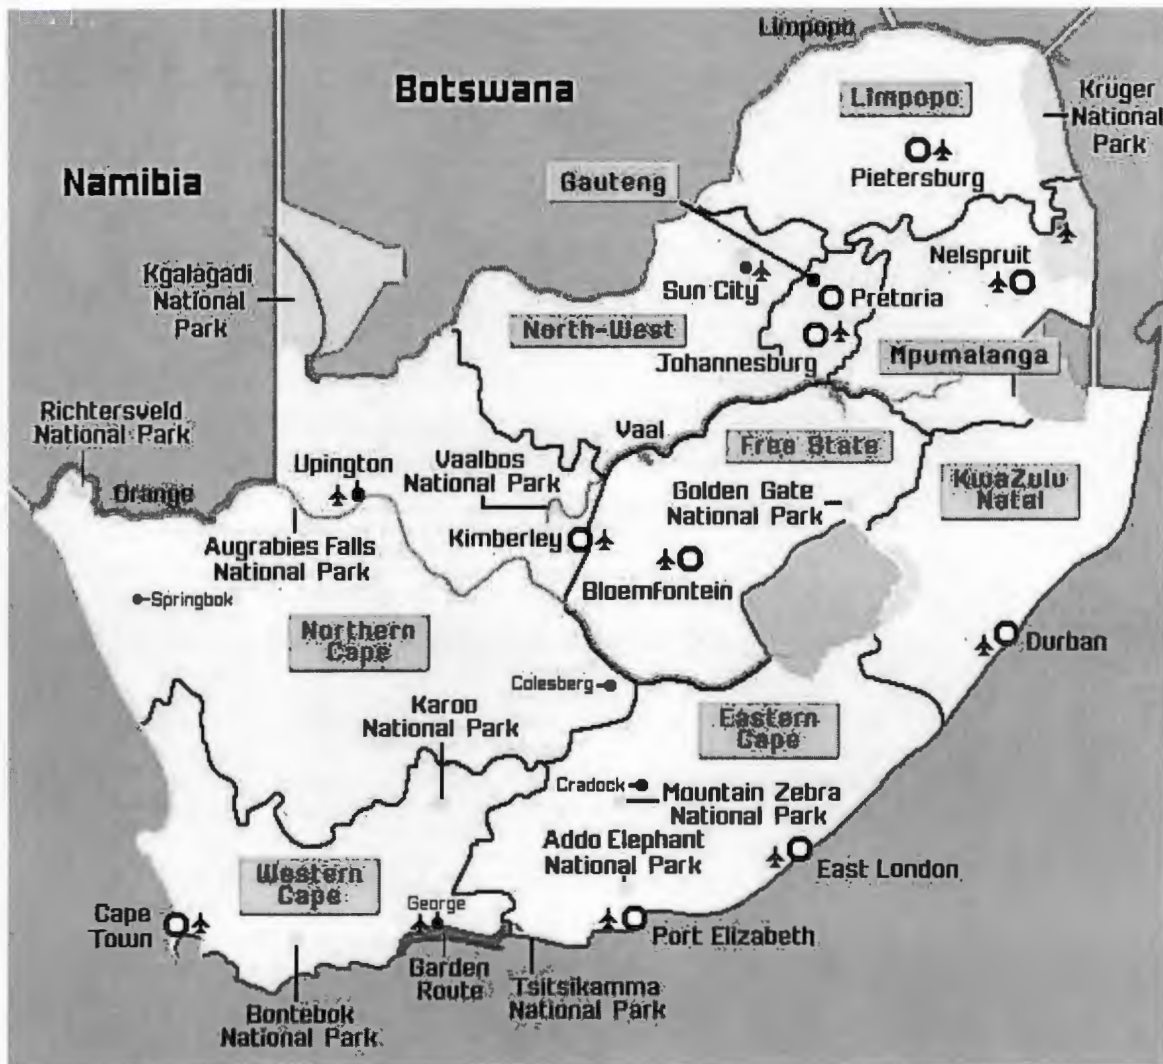 Limpopo
Botswana
Limpopo
Kruger
National
Park
Namibia
Gauteng
Pietersburg
Kgalagadi
National
Park
Nelspruit
Sun City
Pretoria
North-West
Johannesburg
Mpumalanga
Richtersveld
National Park
Vaal
Free State
Upington
Vaalbos
National Park
KwaZulu
Natal
Orange
Golden Gate
National Park
Augrabies Falls
National Park
Kimberley
Bloemfontein
Springbok
Northern
Cape
Durban
Colesberg
Karoo
National Park
Eastern
Cape
Cradock
Mountain Zebra
National Park
Addo Elephant
National Park
East London
Western
Cape
George
Cape
Town
Port Elizabeth
Garden
Route
Tsitsikamma
National Park
Bontebok
National Park